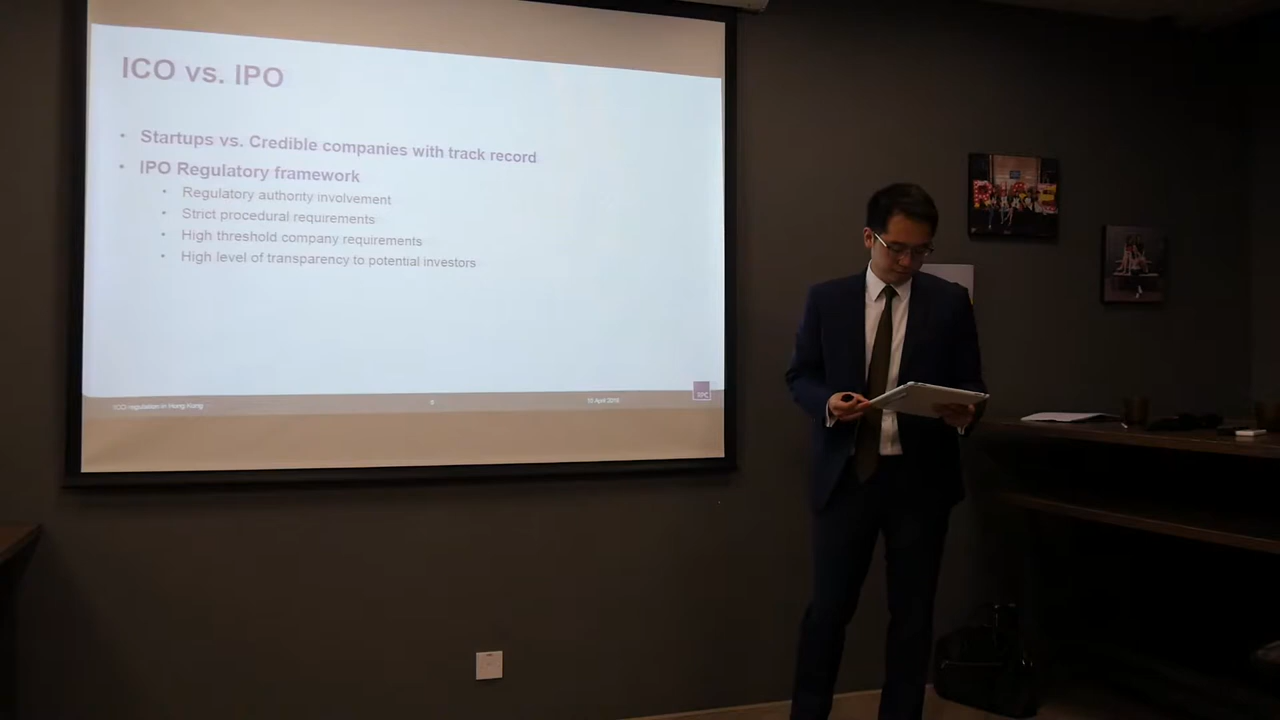 ICO vs. IPO
• Startups vs. Credible companies with track record
• IPO Regulatory framework
• Regulatory authority involvement
• Strict procedural requirements
• High threshold company requirements
• High level of transparency to potential investors
ICO regulation in Hong Kong